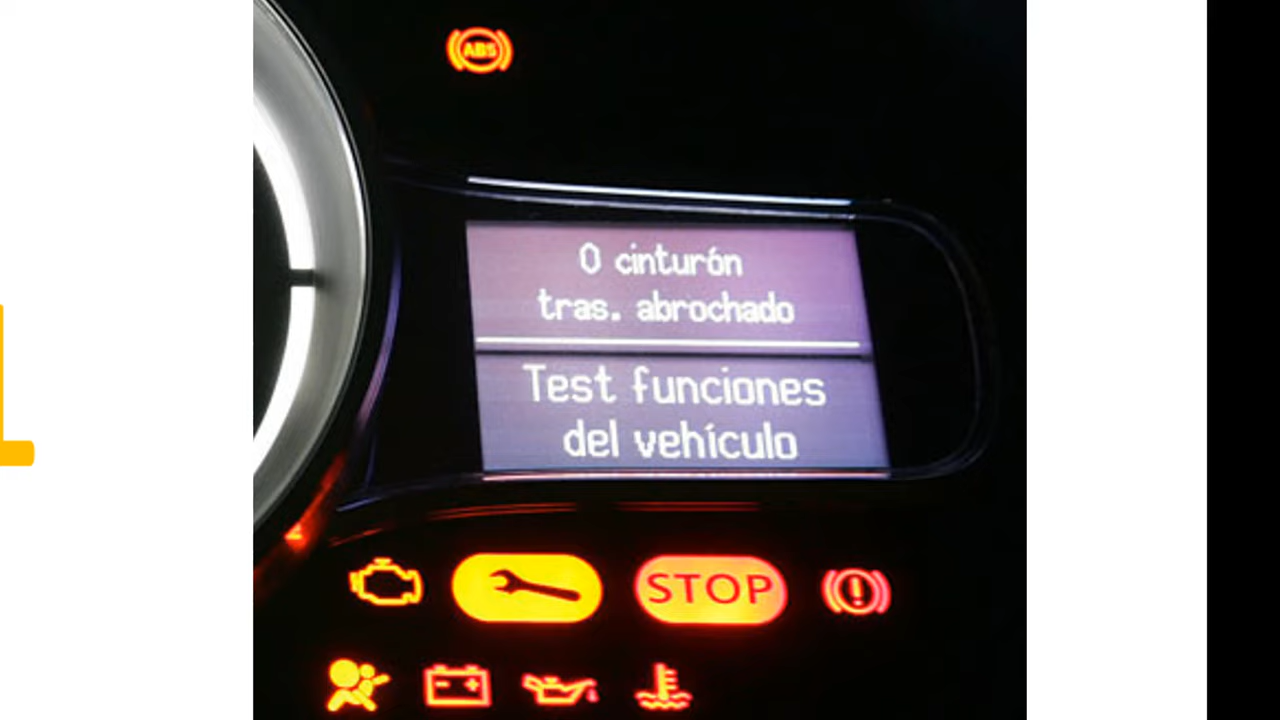 ABS
0 cinturón
tras. abrochado
Test funciones
del vehículo
STOP